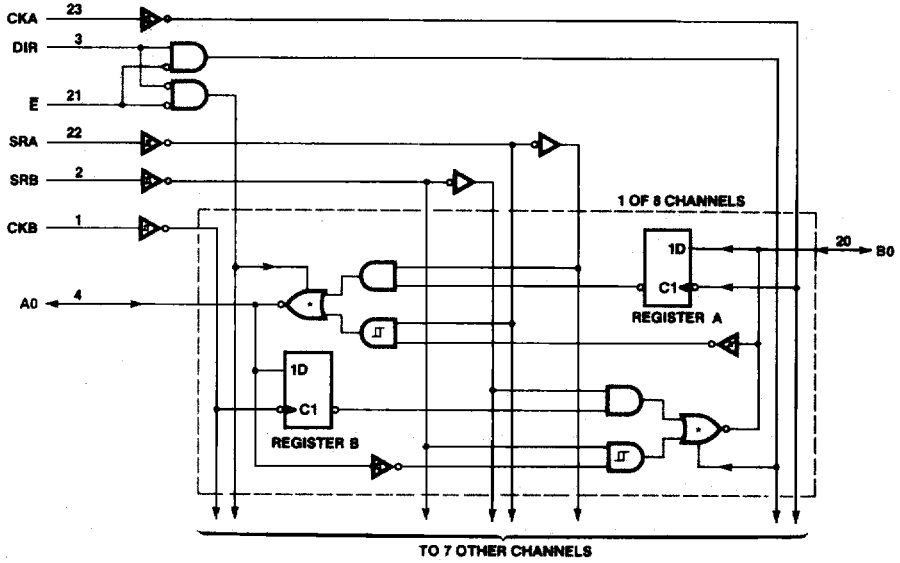 CKA 23
DIR 3
E 21
SRA 22
SRB 2
CKB 1
1 OF 8 CHANNELS
1D
20 B0
C1
REGISTER A
A0 4
*
1D
C1
REGISTER B
*
TO 7 OTHER CHANNELS